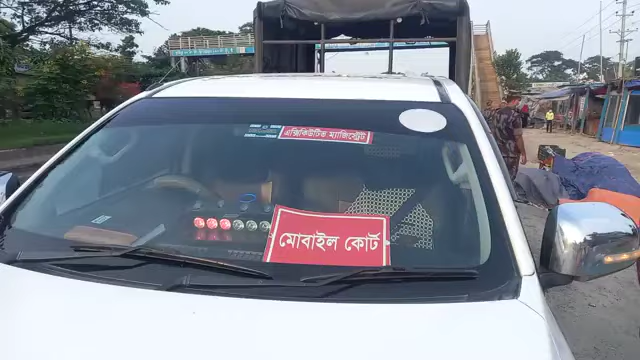 এক্সিকিউটিভ ম্যাজিস্ট্রেট
মোবাইল কোর্ট